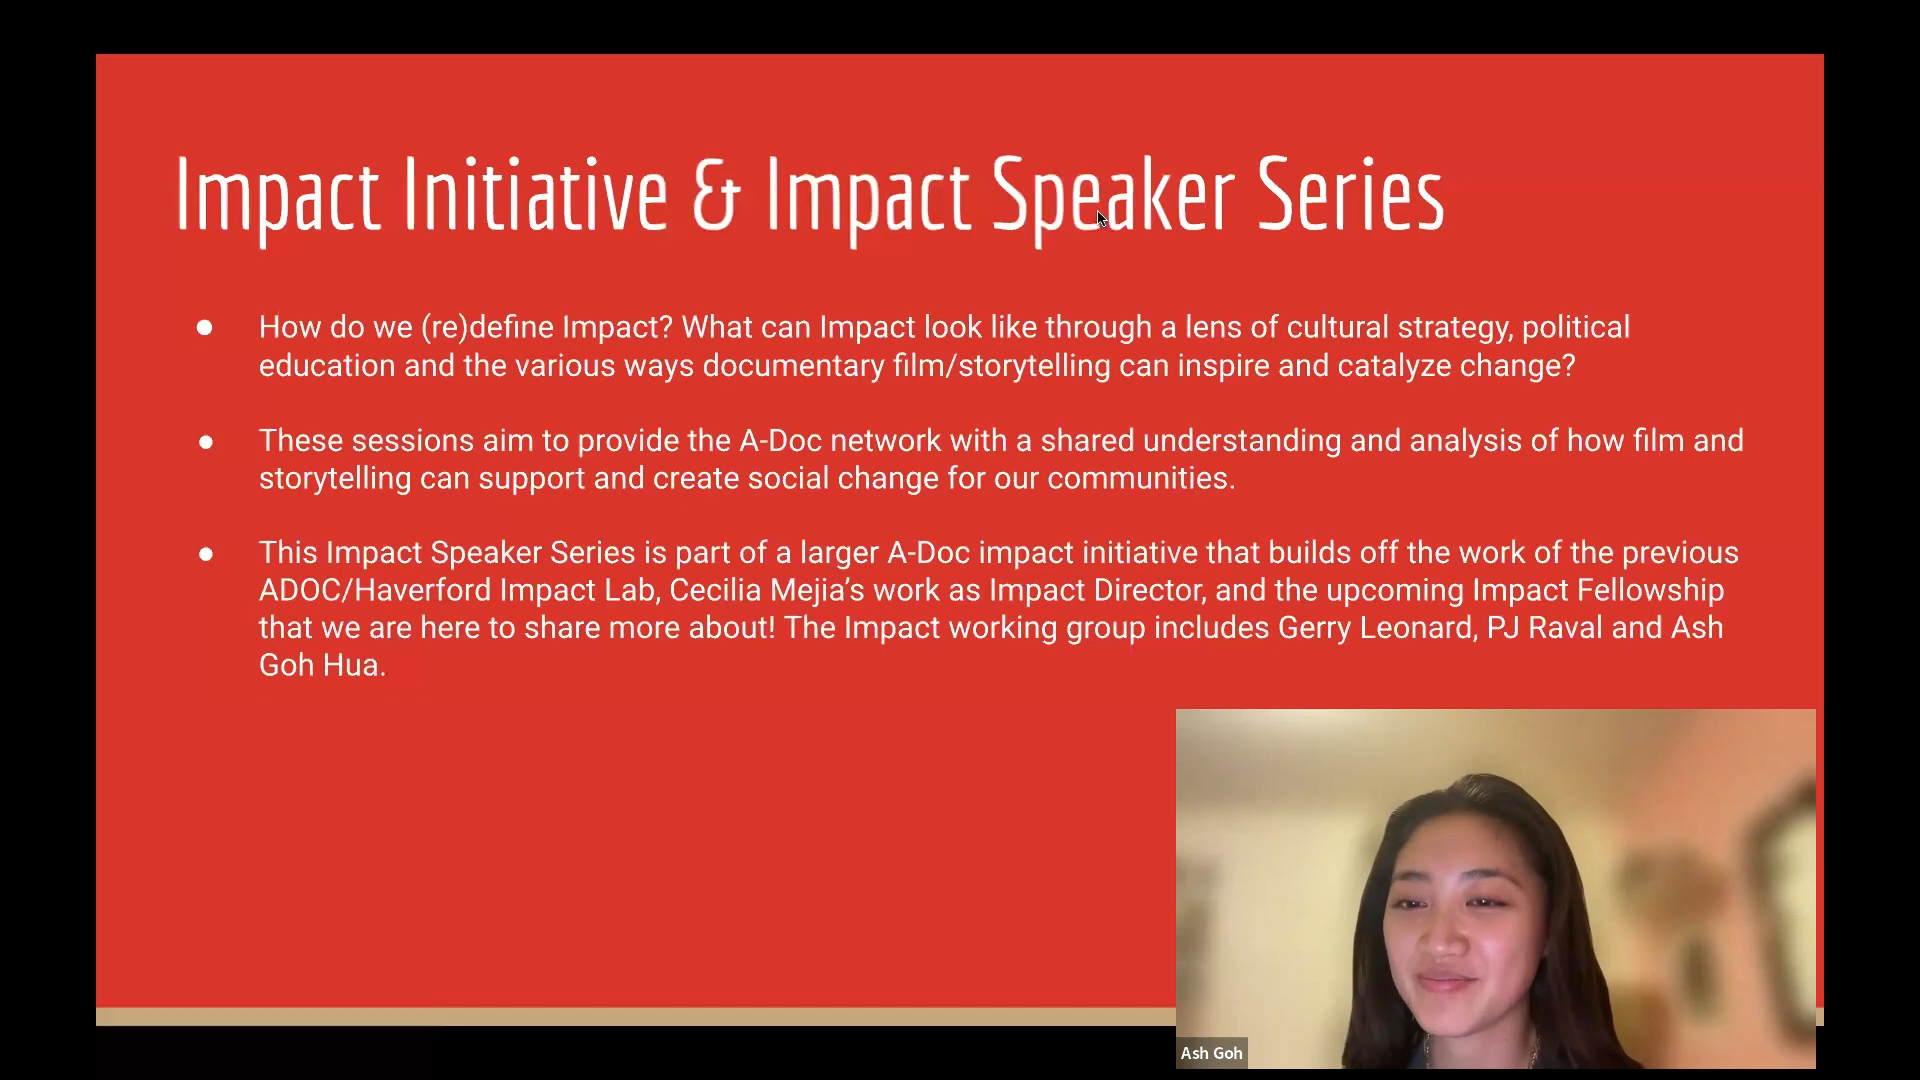 Impact Initiative & Impact Speaker Series
● How do we (re)define Impact? What can Impact look like through a lens of cultural strategy, political
education and the various ways documentary film/storytelling can inspire and catalyze change?
● These sessions aim to provide the A-Doc network with a shared understanding and analysis of how film and
storytelling can support and create social change for our communities.
● This Impact Speaker Series is part of a larger A-Doc impact initiative that builds off the work of the previous
ADOC/Haverford Impact Lab, Cecilia Mejia’s work as Impact Director, and the upcoming Impact Fellowship
that we are here to share more about! The Impact working group includes Gerry Leonard, PJ Raval and Ash
Goh Hua.
Ash Goh